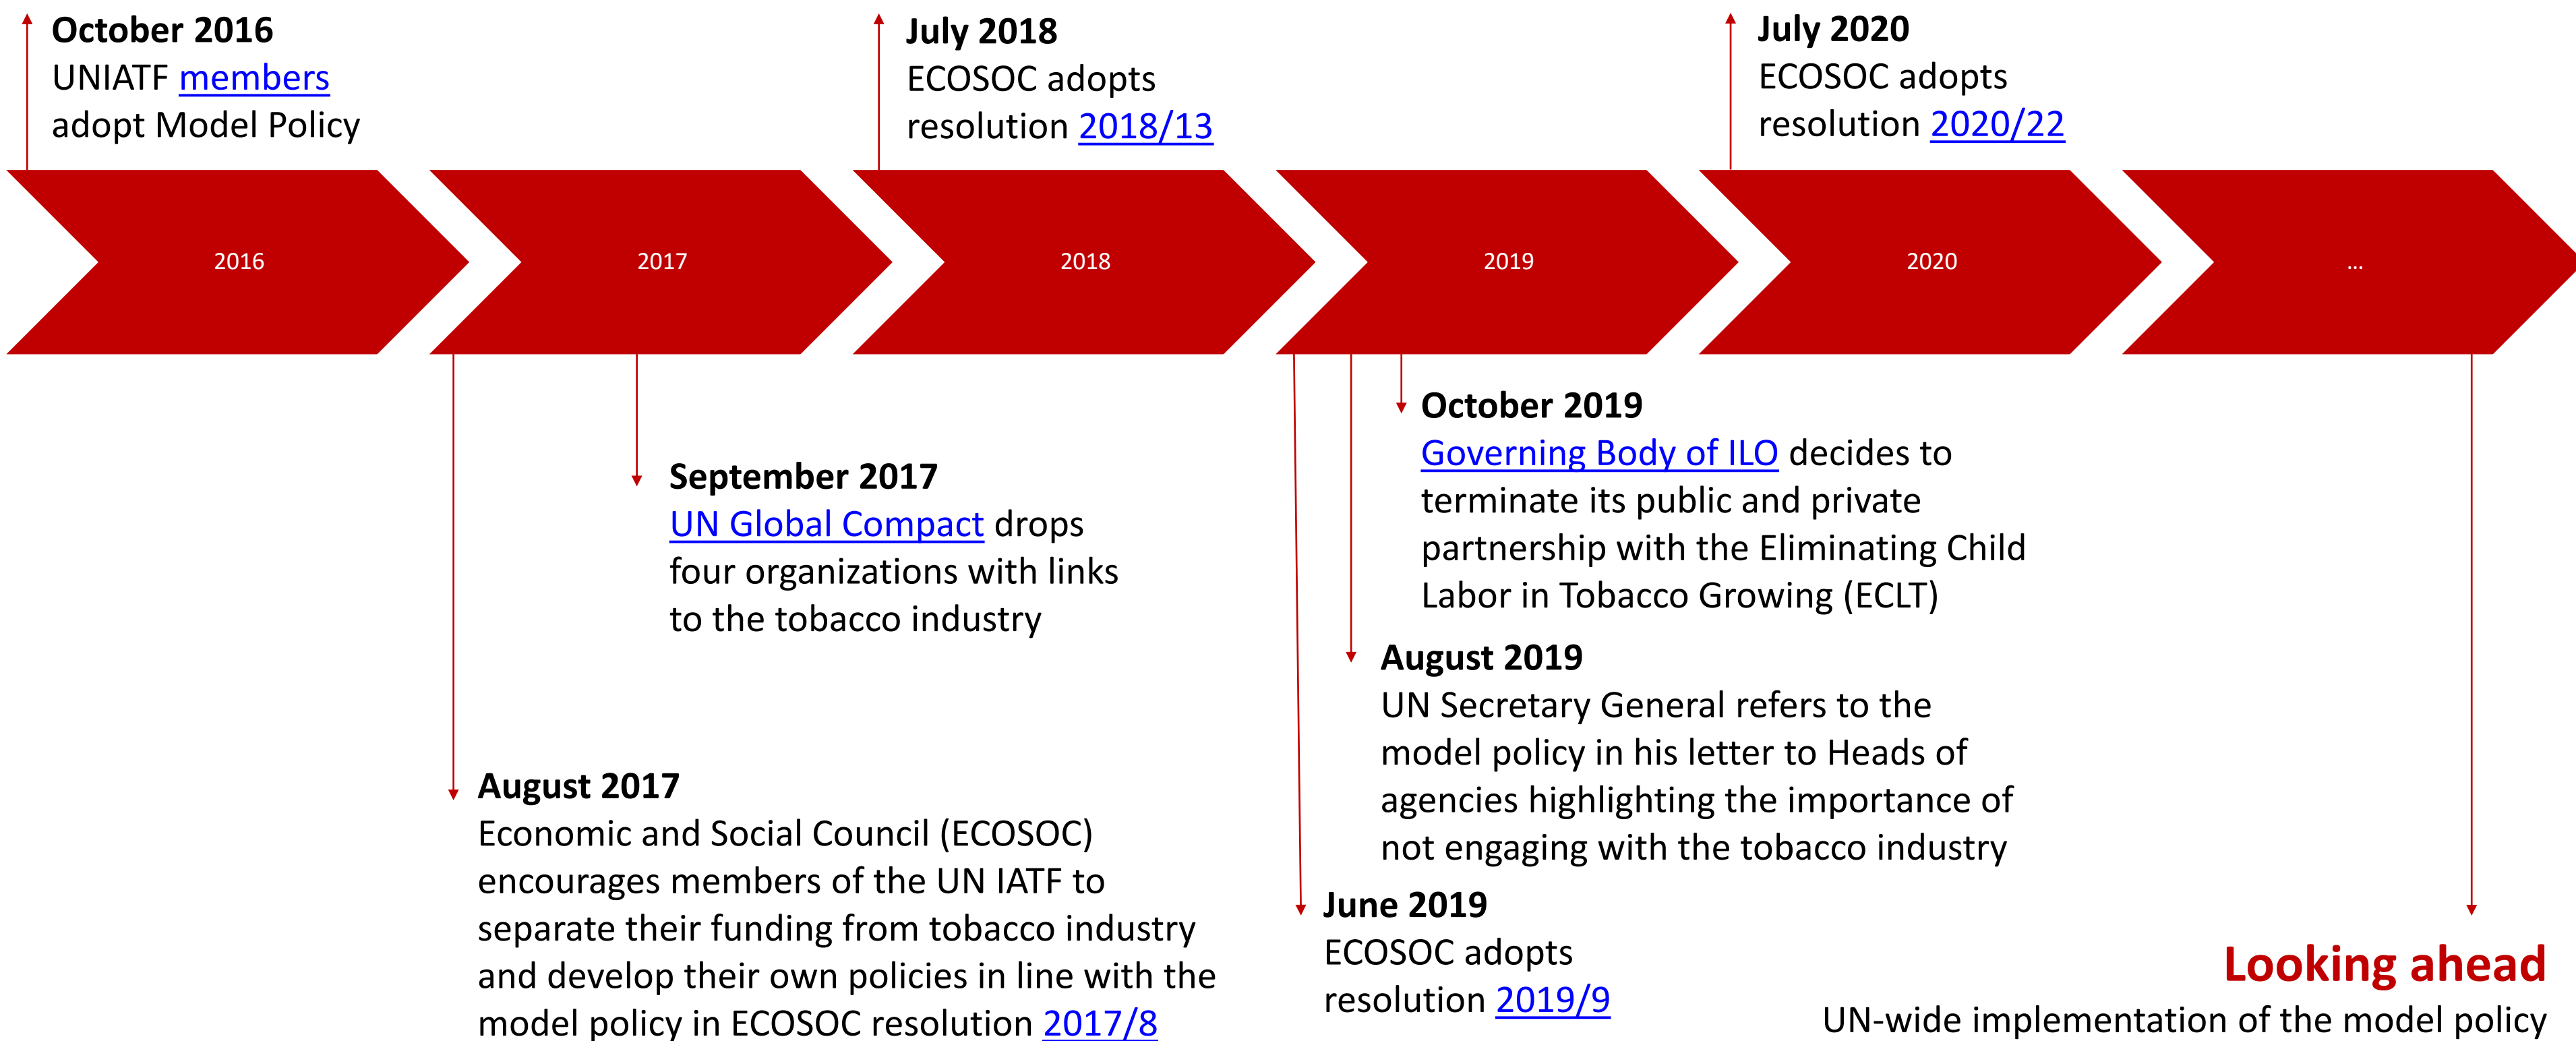 October 2016
UNIATF members
adopt Model Policy
July 2018
ECOSOC adopts
resolution 2018/13
July 2020
ECOSOC adopts
resolution 2020/22
2016
2017
2018
2019
2020
...
October 2019
Governing Body of ILO decides to
terminate its public and private
partnership with the Eliminating Child
Labor in Tobacco Growing (ECLT)
September 2017
UN Global Compact drops
four organizations with links
to the tobacco industry
August 2019
UN Secretary General refers to the
model policy in his letter to Heads of
agencies highlighting the importance of
not engaging with the tobacco industry
August 2017
Economic and Social Council (ECOSOC)
encourages members of the UN IATF to
separate their funding from tobacco industry
and develop their own policies in line with the
model policy in ECOSOC resolution 2017/8
June 2019
ECOSOC adopts
resolution 2019/9
Looking ahead
UN-wide implementation of the model policy